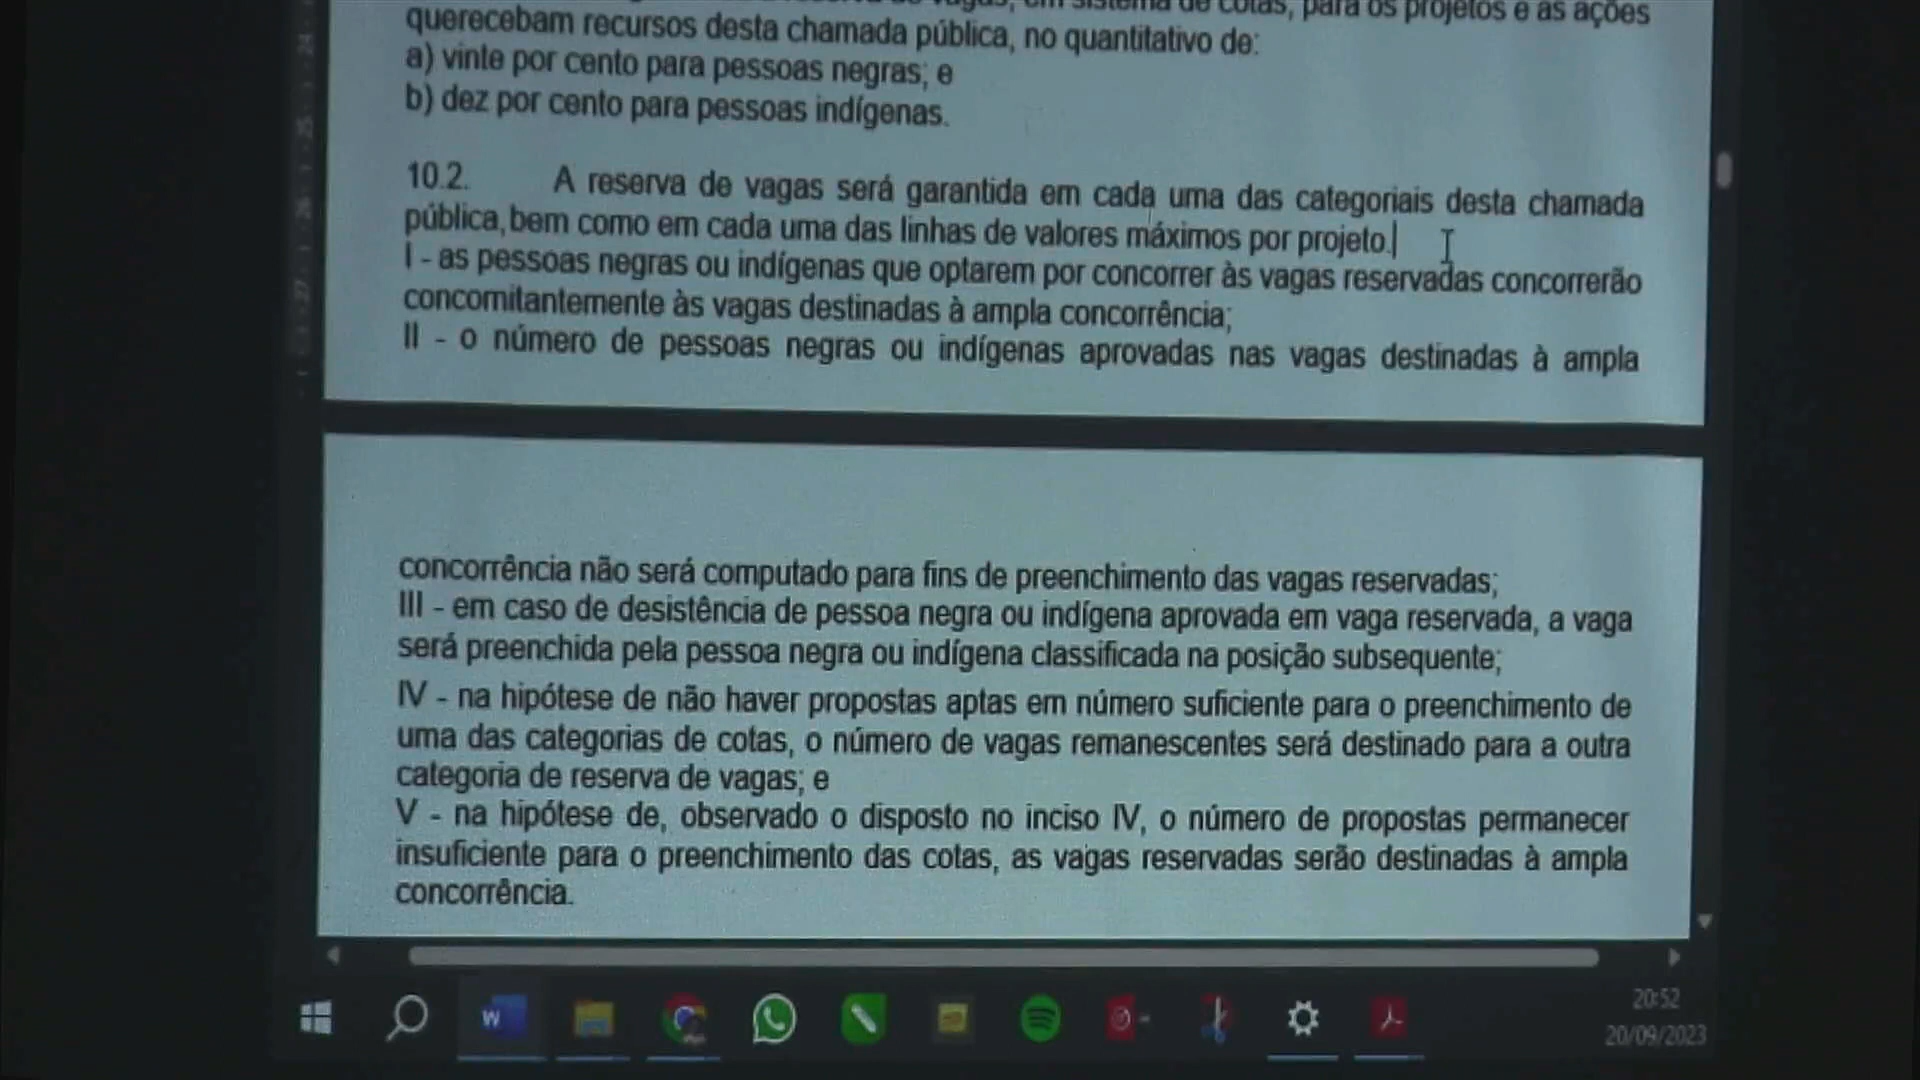 sistema de cotas, para os projetos e as ações
querecebam recursos desta chamada pública, no quantitativo de:
a) vinte por cento para pessoas negras; e
b) dez por cento para pessoas indígenas.
10.2. A reserva de vagas será garantida em cada uma das categoriais desta chamada
pública,bem como em cada uma das linhas de valores máximos por projeto.
I - as pessoas negras ou indígenas que optarem por concorrer às vagas reservadas concorrerão
concomitantemente às vagas destinadas à ampla concorrência;
II - o número de pessoas negras ou indígenas aprovadas nas vagas destinadas à ampla
concorrência não será computado para fins de preenchimento das vagas reservadas;
III - em caso de desistência de pessoa negra ou indígena aprovada em vaga reservada, a vaga
será preenchida pela pessoa negra ou indígena classificada na posição subsequente;
IV - na hipótese de não haver propostas aptas em número suficiente para o preenchimento de
uma das categorias de cotas, o número de vagas remanescentes será destinado para a outra
categoria de reserva de vagas; e
V - na hipótese de, observado o disposto no inciso IV, o número de propostas permanecer
insuficiente para o preenchimento das cotas, as vagas reservadas serão destinadas à ampla
concorrência.
W
20:52
20/09/2023